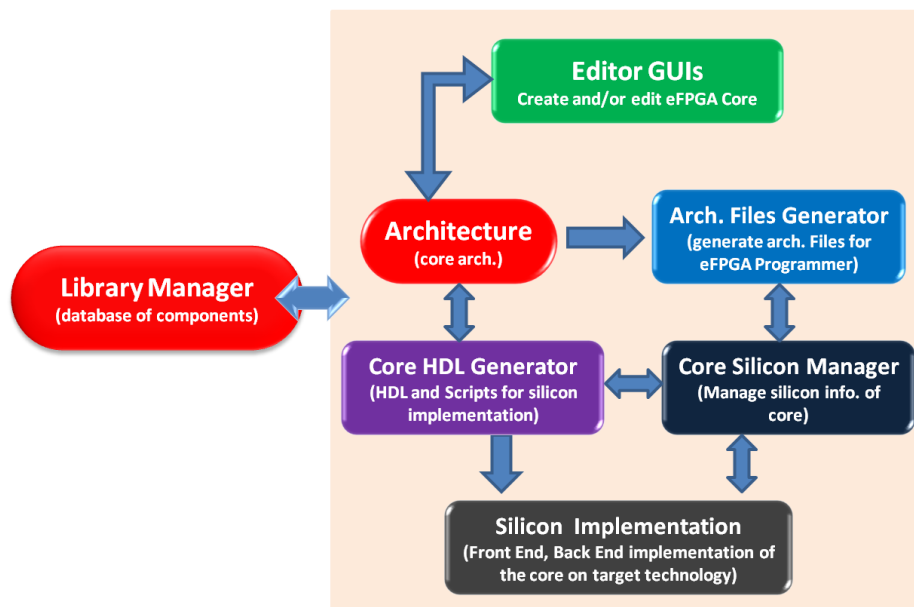 Editor GUIs
Create and/or edit eFPGA Core
Architecture
(core arch.)
Arch. Files Generator
(generate arch. Files for
eFPGA Programmer)
Library Manager
(database of components)
Core HDL Generator
(HDL and Scripts for silicon
implementation)
Core Silicon Manager
(Manage silicon info. of
core)
Silicon Implementation
(Front End, Back End implementation of
the core on target technology)